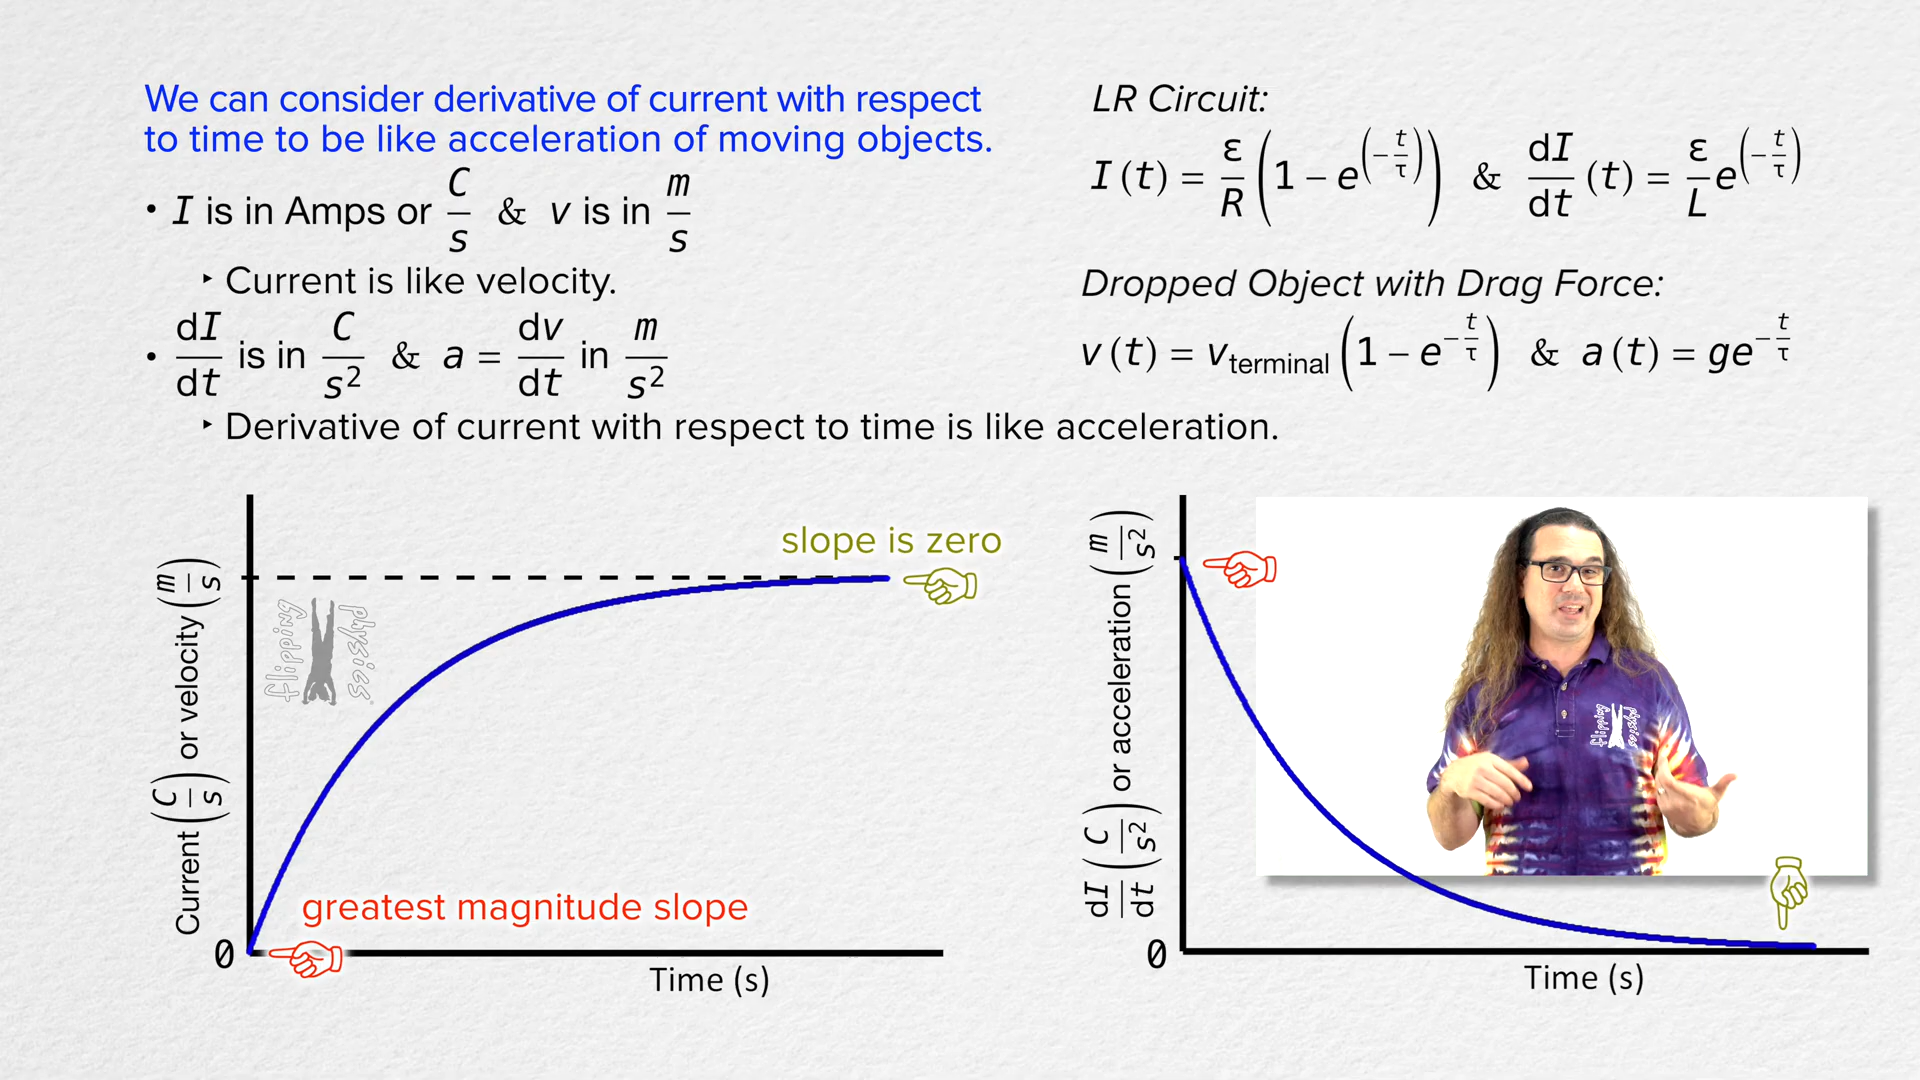 We can consider derivative of current with respect
to time to be like acceleration of moving objects.
• I is in Amps or C/s & v is in m/s
‣ Current is like velocity.
• dI/dt is in C/s² & a = dv/dt in m/s²
‣ Derivative of current with respect to time is like acceleration.
LR Circuit:
I(t) = ε/R (1 − e^(−t/τ)) & dI/dt (t) = ε/L e^(−t/τ)
Dropped Object with Drag Force:
v(t) = v_terminal (1 − e^−t/τ) & a(t) = ge^−t/τ
Current (C/s) or velocity (m/s)
slope is zero
flipping physics
greatest magnitude slope
0
Time (s)
dI/dt (C/s²) or acceleration (m/s²)
flipping physics
0
Time (s)